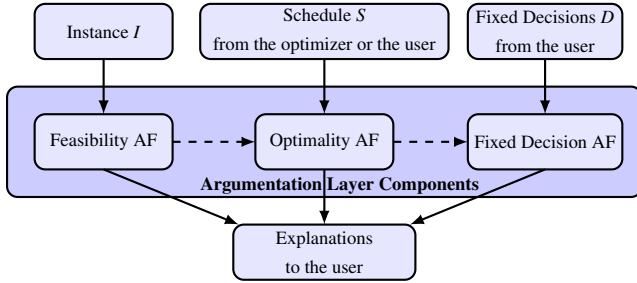 Instance I
Schedule S
from the optimizer or the user
Fixed Decisions D
from the user
Feasibility AF
Optimality AF
Fixed Decision AF
Argumentation Layer Components
Explanations
to the user